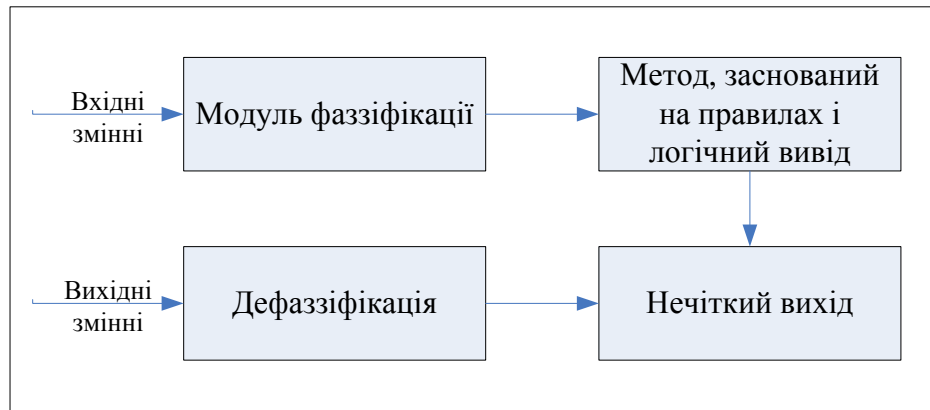 Вхідні
змінні
Модуль фаззіфікації
Метод, заснований
на правилах і
логічний вивід
Вихідні
змінні
Дефаззіфікація
Нечіткий вихід